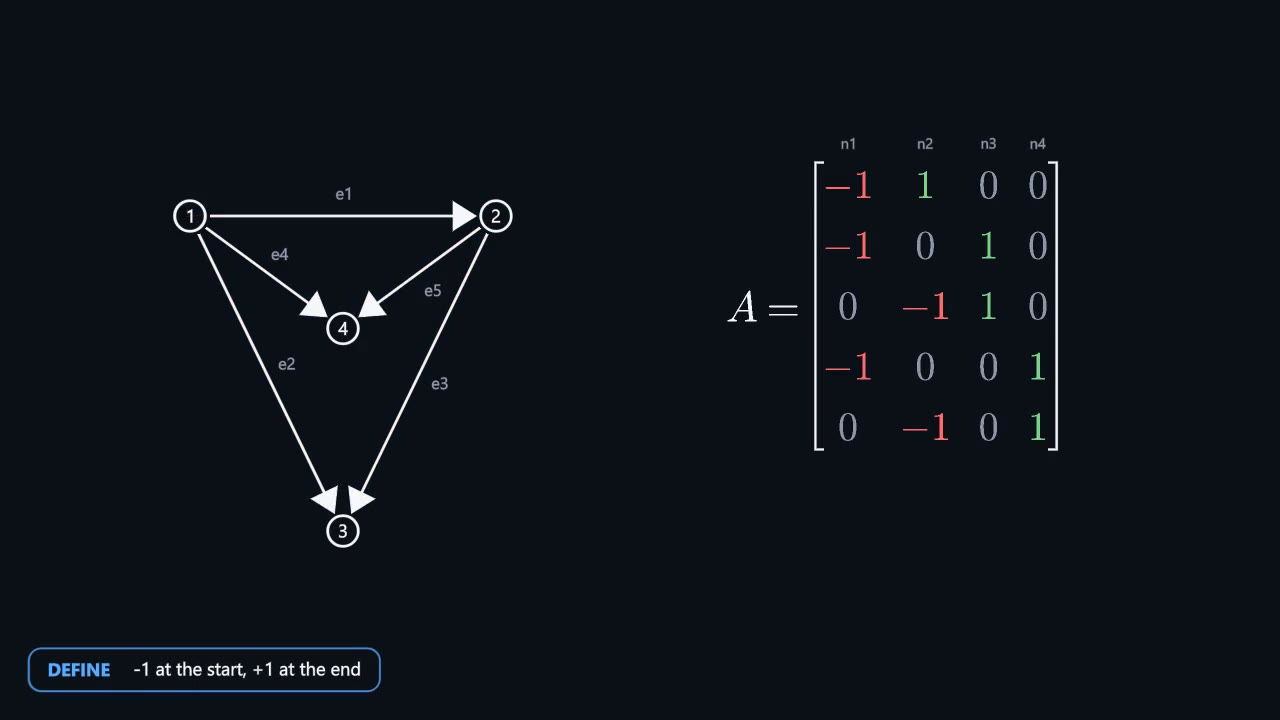 e1
1
2
e4
e5
4
e2
e3
3
n1 n2 n3 n4
−1 1 0 0
−1 0 1 0
A = 0 −1 1 0
−1 0 0 1
0 −1 0 1
DEFINE -1 at the start, +1 at the end